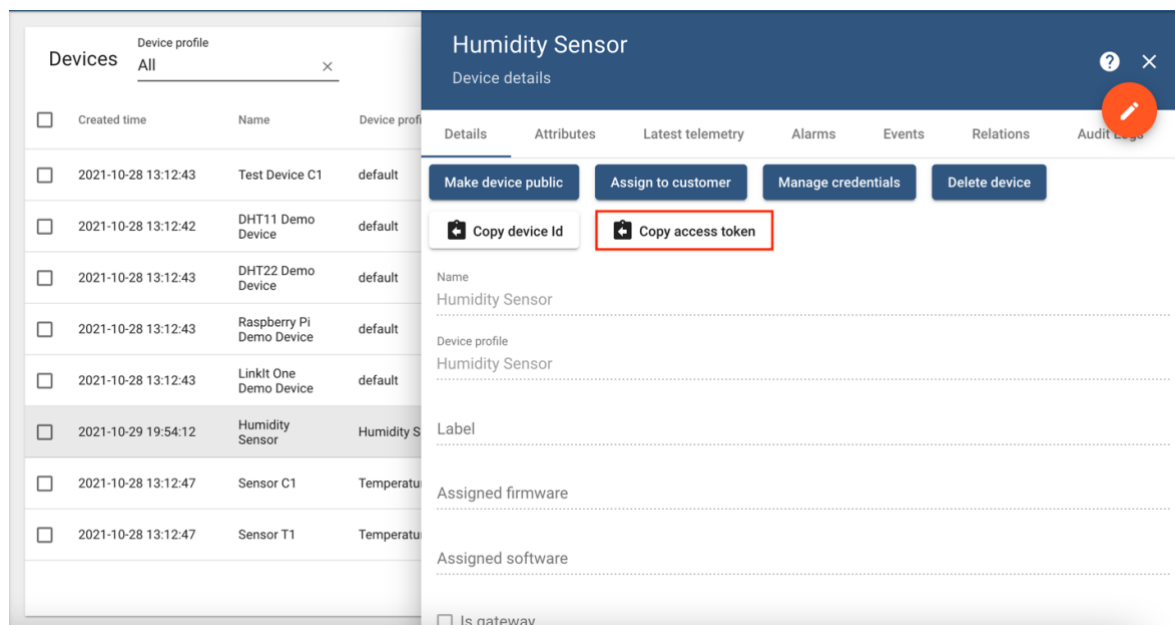 Devices
Device profile
All
Created time Name Device profi
2021-10-28 13:12:43 Test Device C1 default
2021-10-28 13:12:42 DHT11 Demo Device default
2021-10-28 13:12:43 DHT22 Demo Device default
2021-10-28 13:12:43 Raspberry Pi Demo Device default
2021-10-28 13:12:43 LinkIt One Demo Device default
2021-10-29 19:54:12 Humidity Sensor Humidity S
2021-10-28 13:12:47 Sensor C1 Temperatu
2021-10-28 13:12:47 Sensor T1 Temperatu
Humidity Sensor
Device details
Details Attributes Latest telemetry Alarms Events Relations Audit Logs
Make device public Assign to customer Manage credentials Delete device
Copy device Id Copy access token
Name
Humidity Sensor
Device profile
Humidity Sensor
Label
Assigned firmware
Assigned software
Is gateway